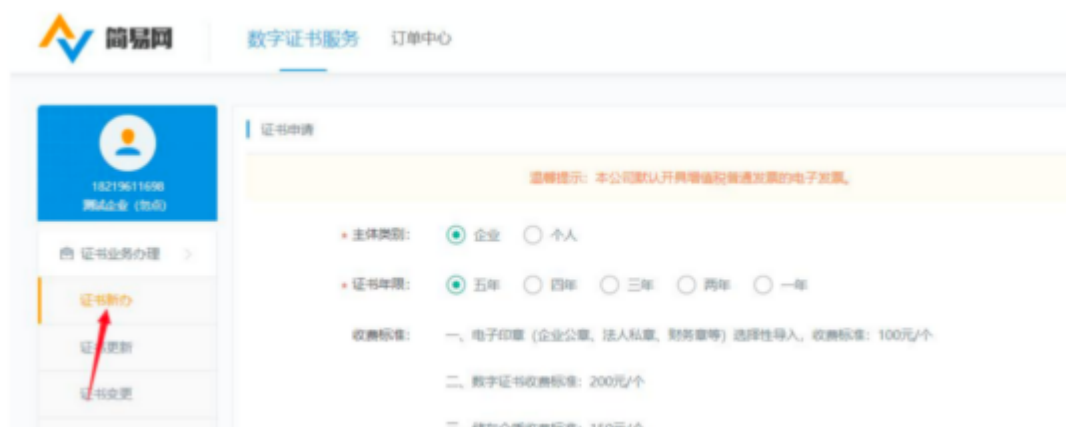 简易网
数字证书服务 订单中心
证书申请
18219611698
测试企业（勿点）
温馨提示：本公司默认开具增值税普通发票的电子发票。
* 主体类别： 企业 个人
证书业务办理 >
* 证书年限： 五年 四年 三年 两年 一年
证书新办
收费标准： 一、电子印章（企业公章、法人私章、财务章等）选择性导入，收费标准：100元/个
证书更新
二、数字证书收费标准：200元/个
证书变更